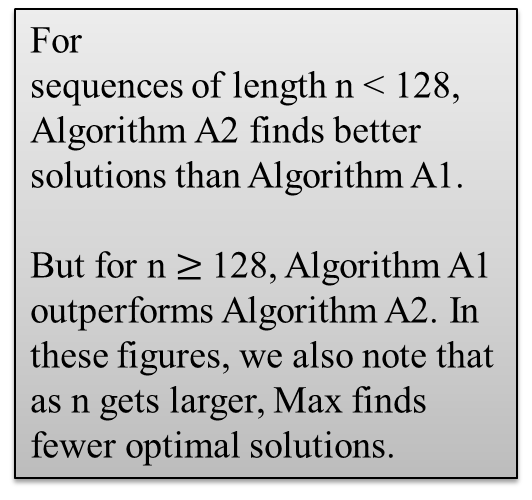 For
sequences of length n < 128,
Algorithm A2 finds better
solutions than Algorithm A1.
But for n ≥ 128, Algorithm A1
outperforms Algorithm A2. In
these figures, we also note that
as n gets larger, Max finds
fewer optimal solutions.